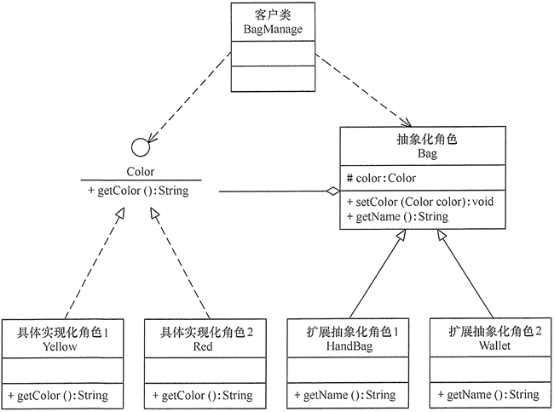 客户类
BagManage
Color
+ getColor ():String
抽象化角色
Bag
# color:Color
+ setColor (Color color):void
+ getName ():String
具体实现化角色1
Yellow
+ getColor ():String
具体实现化角色2
Red
+ getColor ():String
扩展抽象化角色1
HandBag
+ getName ():String
扩展抽象化角色2
Wallet
+ getName ():String